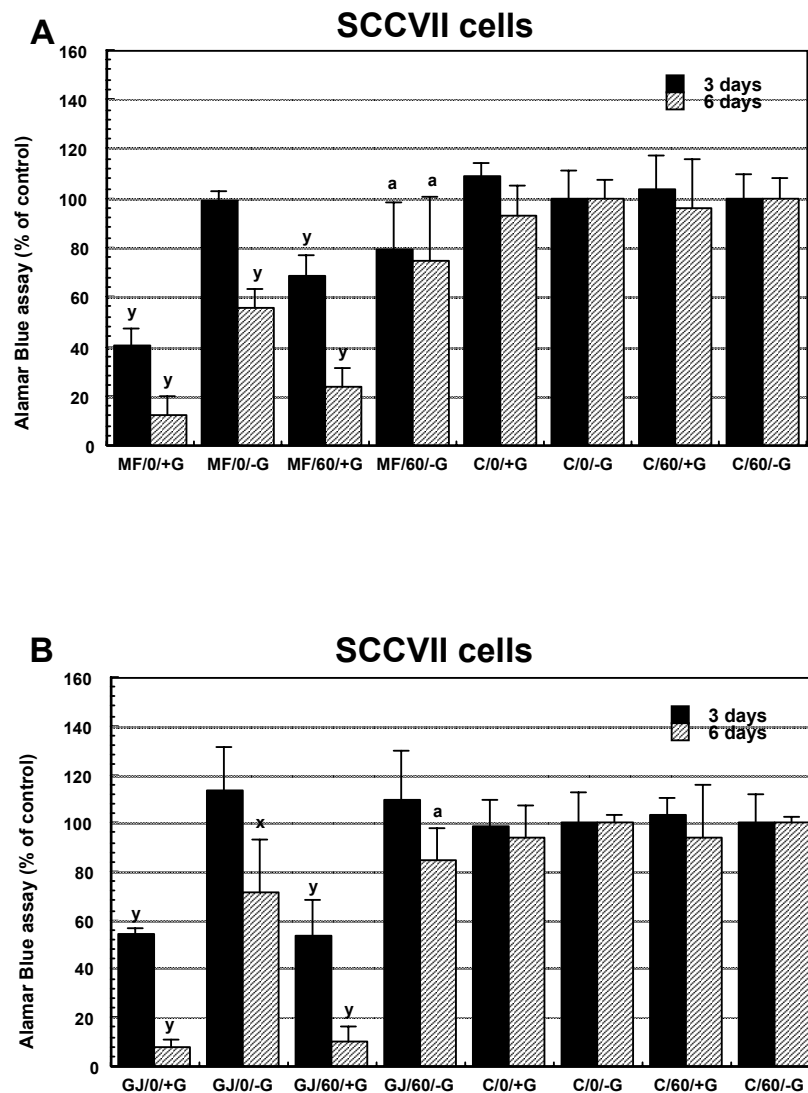 A
SCCVII cells
160
140
120
100
80
60
40
20
0
Alamar Blue assay (% of control)
3 days
6 days
y
y
y
y
y
a
a
MF/0/+G MF/0/-G MF/60/+G MF/60/-G C/0/+G C/0/-G C/60/+G C/60/-G
B
SCCVII cells
160
140
120
100
80
60
40
20
0
Alamar Blue assay (% of control)
3 days
6 days
y
y
x
y
y
a
GJ/0/+G GJ/0/-G GJ/60/+G GJ/60/-G C/0/+G C/0/-G C/60/+G C/60/-G